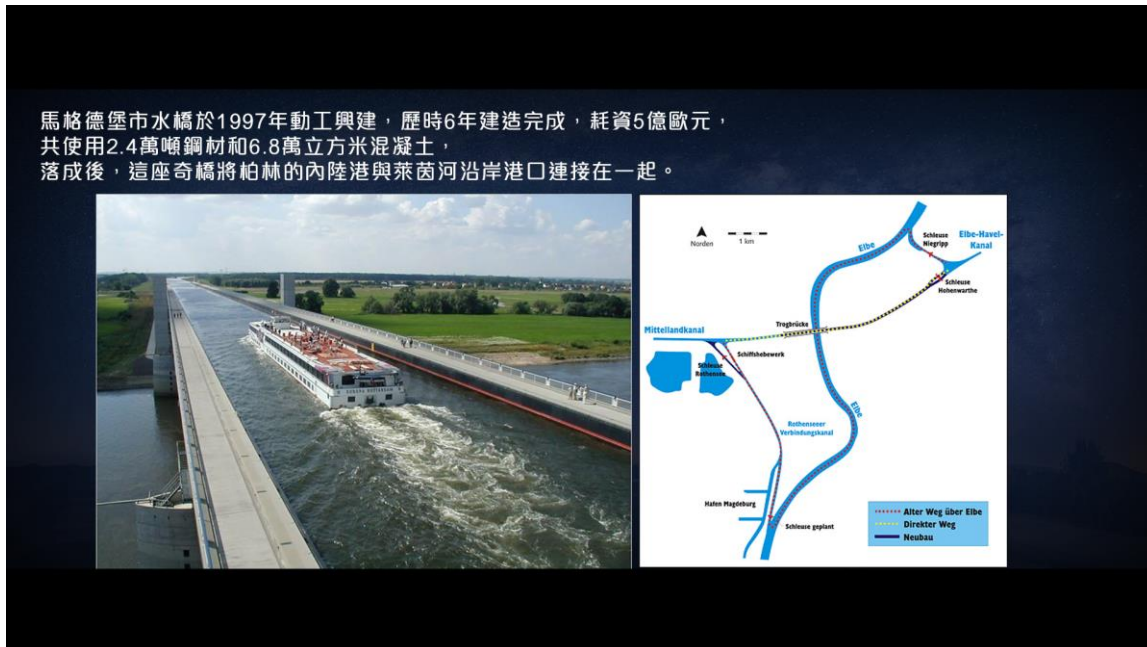 馬格德堡市水橋於1997年動工興建，歷時6年建造完成，耗資5億歐元，
共使用2.4萬噸鋼材和6.8萬立方米混凝土，
落成後，這座奇橋將柏林的內陸港與萊茵河沿岸港口連接在一起。
Norden
1 km
Elbe
Schleuse
Niegripp
Elbe-Havel-
Kanal
Schleuse
Hohenwarthe
Trogbrücke
Mittellandkanal
Schiffshebewerk
Schleuse
Rothensee
Elbe
Rothenseer
Verbindungskanal
Hafen Magdeburg
Schleuse geplant
Alter Weg über Elbe
Direkter Weg
Neubau